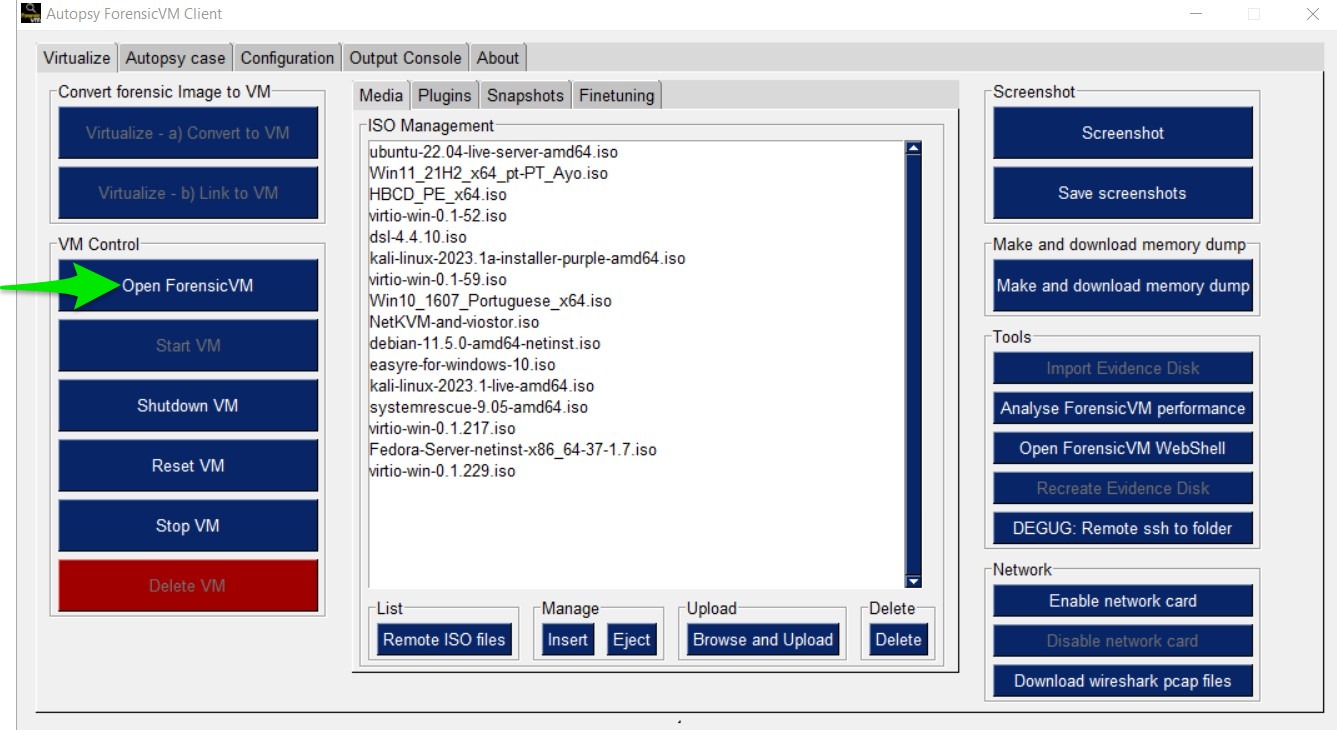 Autopsy ForensicVM Client
Virtualize Autopsy case Configuration Output Console About
Convert forensic Image to VM
Virtualize - a) Convert to VM
Virtualize - b) Link to VM
VM Control
Open ForensicVM
Start VM
Shutdown VM
Reset VM
Stop VM
Delete VM
Media Plugins Snapshots Finetuning
ISO Management
ubuntu-22.04-live-server-amd64.iso
Win11_21H2_x64_pt-PT_Ayo.iso
HBCD_PE_x64.iso
virtio-win-0.1-52.iso
dsl-4.4.10.iso
kali-linux-2023.1a-installer-purple-amd64.iso
virtio-win-0.1-59.iso
Win10_1607_Portuguese_x64.iso
NetKVM-and-viostor.iso
debian-11.5.0-amd64-netinst.iso
easyre-for-windows-10.iso
kali-linux-2023.1-live-amd64.iso
systemrescue-9.05-amd64.iso
virtio-win-0.1.217.iso
Fedora-Server-netinst-x86_64-37-1.7.iso
virtio-win-0.1.229.iso
List Manage Upload Delete
Remote ISO files Insert Eject Browse and Upload Delete
Screenshot
Screenshot
Save screenshots
Make and download memory dump
Make and download memory dump
Tools
Import Evidence Disk
Analyse ForensicVM performance
Open ForensicVM WebShell
Recreate Evidence Disk
DEGUG: Remote ssh to folder
Network
Enable network card
Disable network card
Download wireshark pcap files